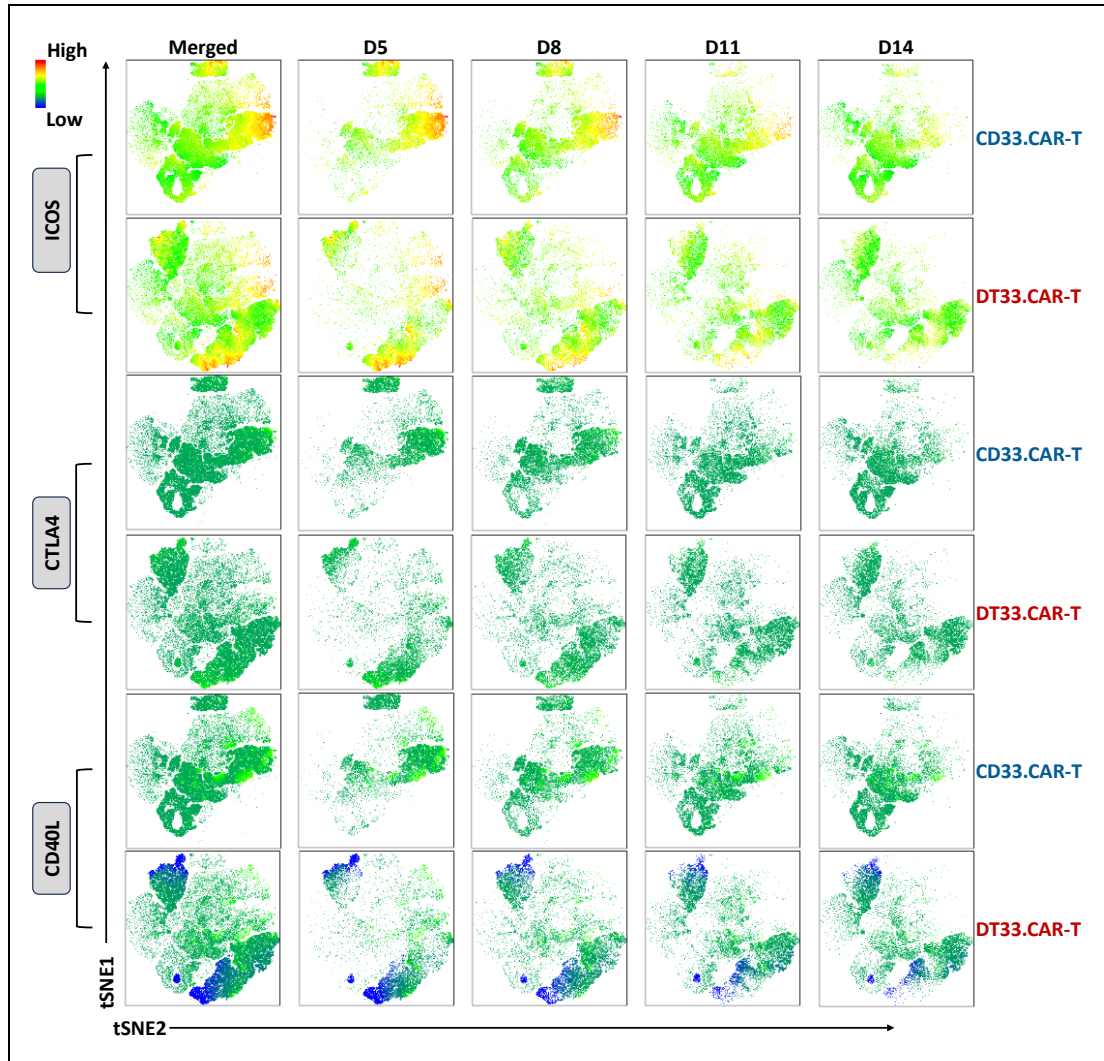 High
Low
Merged D5 D8 D11 D14
ICOS
CD33.CAR-T
DT33.CAR-T
CTLA4
CD33.CAR-T
DT33.CAR-T
CD40L
CD33.CAR-T
DT33.CAR-T
tSNE1
tSNE2